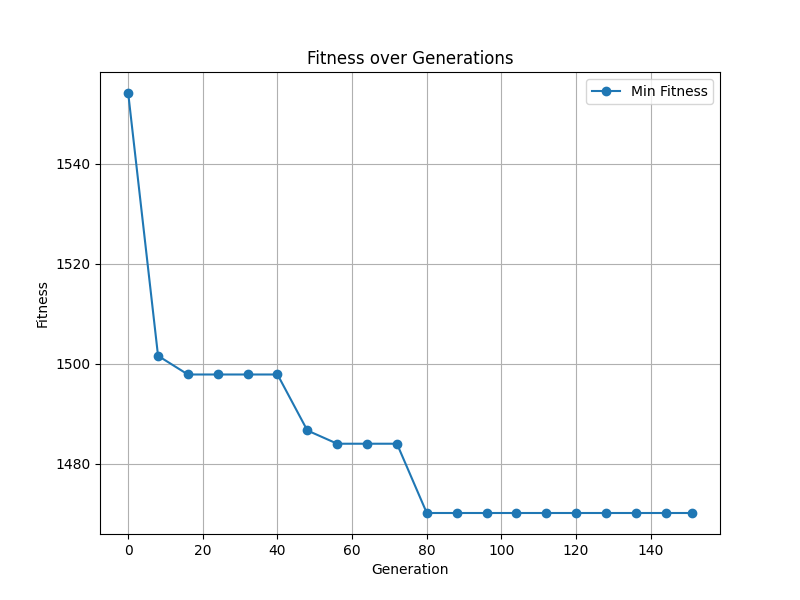 Fitness over Generations
Min Fitness
1540
1520
1500
1480
Fitness
0 20 40 60 80 100 120 140
Generation